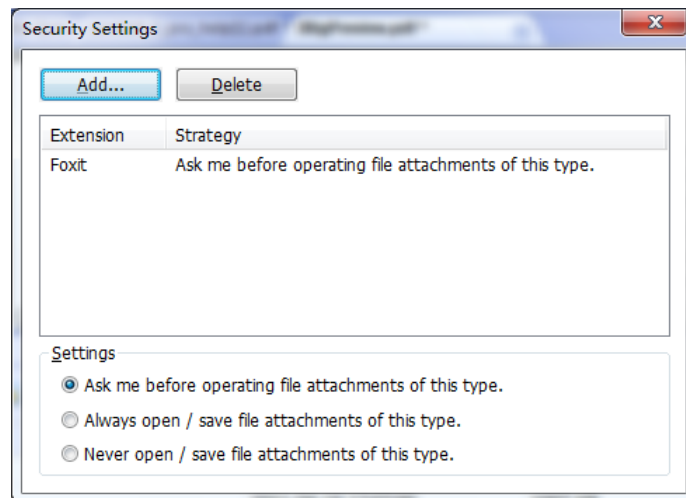 Security Settings
Add...
Delete
Extension Strategy
Foxit Ask me before operating file attachments of this type.
Settings
Ask me before operating file attachments of this type.
Always open / save file attachments of this type.
Never open / save file attachments of this type.